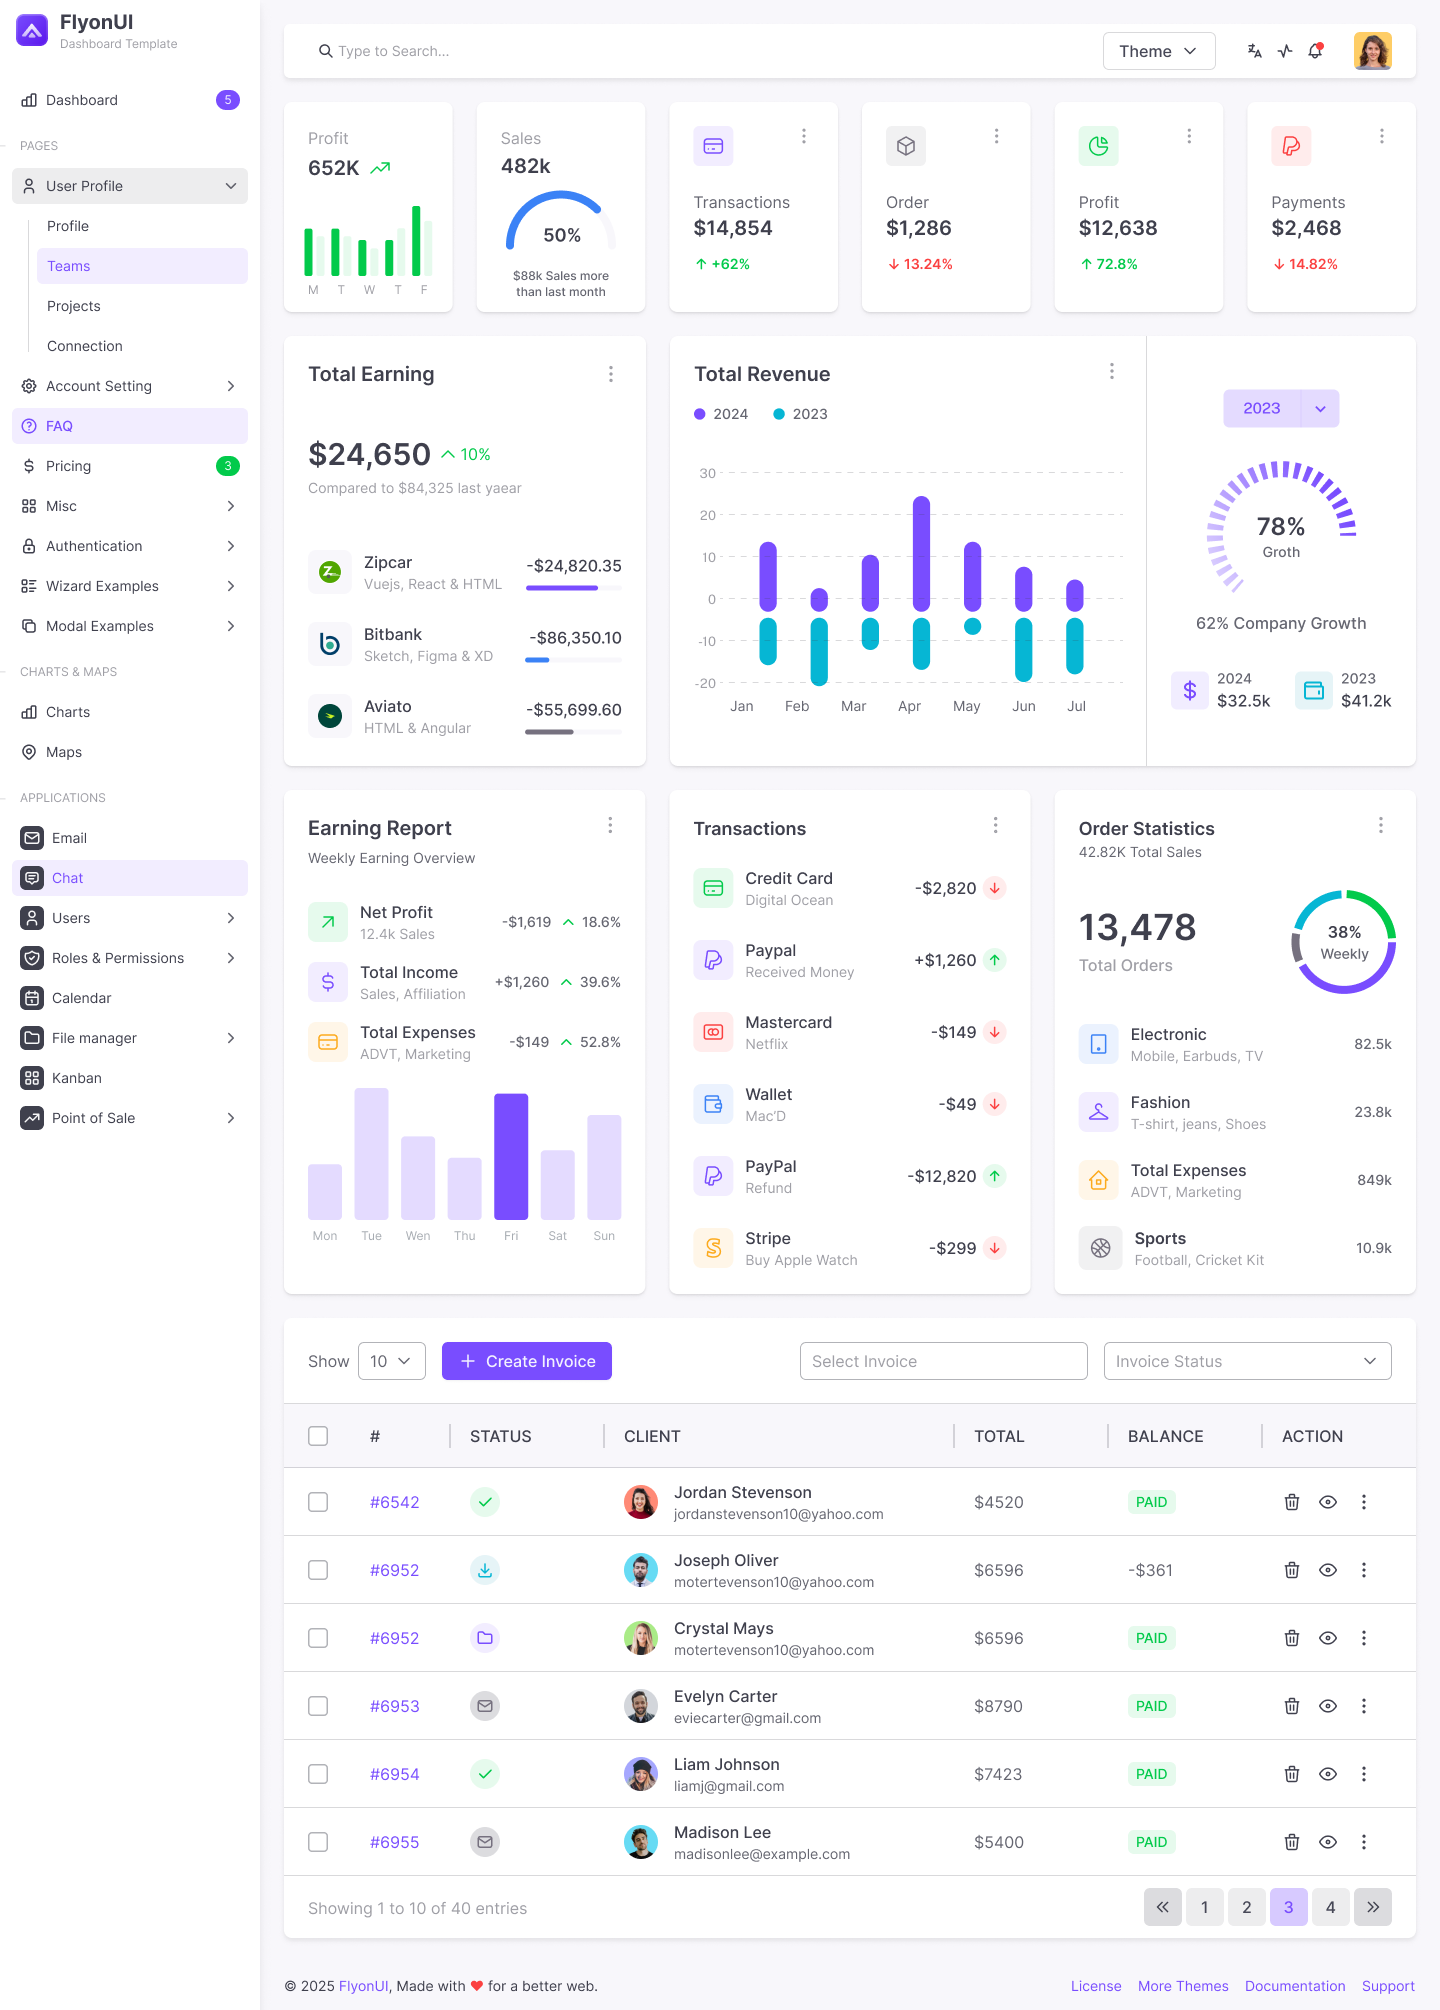 FlyonUI
Dashboard Template
Dashboard
5
PAGES
User Profile
Profile
Teams
Projects
Connection
Account Setting
FAQ
Pricing
3
Misc
Authentication
Wizard Examples
Modal Examples
CHARTS & MAPS
Charts
Maps
APPLICATIONS
Email
Chat
Users
Roles & Permissions
Calendar
File manager
Kanban
Point of Sale
Type to Search...
Theme
Profit
652K
M T W T F
Sales
482k
50%
$88k Sales more
than last month
Transactions
$14,854
+62%
Order
$1,286
13.24%
Profit
$12,638
72.8%
Payments
$2,468
14.82%
Total Earning
$24,650 10%
Compared to $84,325 last yaear
Zipcar
Vuejs, React & HTML
-$24,820.35
Bitbank
Sketch, Figma & XD
-$86,350.10
Aviato
HTML & Angular
-$55,699.60
Total Revenue
2024 2023
30
20
10
0
-10
-20
Jan Feb Mar Apr May Jun Jul
2023
78%
Groth
62% Company Growth
2024
$32.5k
2023
$41.2k
Earning Report
Weekly Earning Overview
Net Profit
12.4k Sales
-$1,619 18.6%
Total Income
Sales, Affiliation
+$1,260 39.6%
Total Expenses
ADVT, Marketing
-$149 52.8%
Mon Tue Wen Thu Fri Sat Sun
Transactions
Credit Card
Digital Ocean
-$2,820
Paypal
Received Money
+$1,260
Mastercard
Netflix
-$149
Wallet
Mac'D
-$49
PayPal
Refund
-$12,820
Stripe
Buy Apple Watch
-$299
Order Statistics
42.82K Total Sales
13,478
Total Orders
38%
Weekly
Electronic
Mobile, Earbuds, TV
82.5k
Fashion
T-shirt, jeans, Shoes
23.8k
Total Expenses
ADVT, Marketing
849k
Sports
Football, Cricket Kit
10.9k
Show 10 Create Invoice Select Invoice Invoice Status
# STATUS CLIENT TOTAL BALANCE ACTION
#6542 Jordan Stevenson $4520 PAID
jordanstevenson10@yahoo.com
#6952 Joseph Oliver $6596 -$361
motertevenson10@yahoo.com
#6952 Crystal Mays $6596 PAID
motertevenson10@yahoo.com
#6953 Evelyn Carter $8790 PAID
eviecarter@gmail.com
#6954 Liam Johnson $7423 PAID
liamj@gmail.com
#6955 Madison Lee $5400 PAID
madisonlee@example.com
Showing 1 to 10 of 40 entries
1 2 3 4
© 2025 FlyonUI, Made with ❤ for a better web.
License More Themes Documentation Support